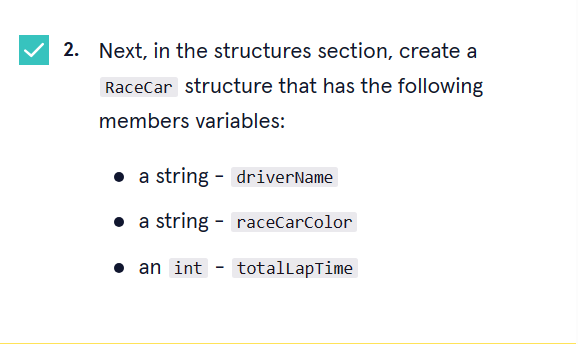 2. Next, in the structures section, create a
RaceCar structure that has the following
members variables:
• a string - driverName
• a string - raceCarColor
• an int - totalLapTime